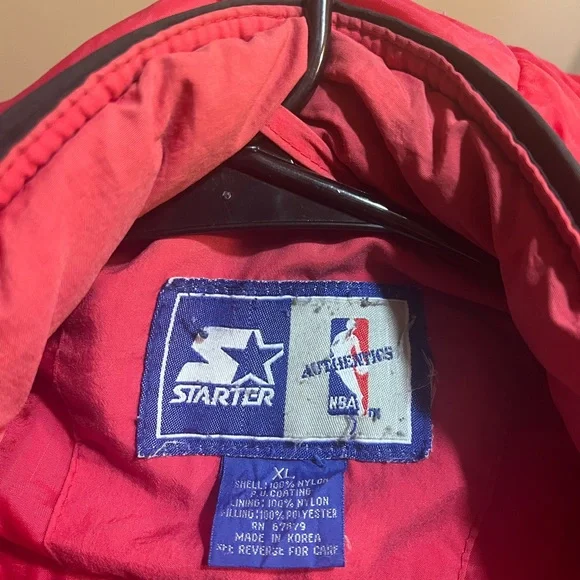 STARTER
AUTHENTICS
NBA
TM
XL
SHELL:100% NYLON
P.U.COATING
LINING:100% NYLON
FILLING:100% POLYESTER
RN 67879
MADE IN KOREA
SEE REVERSE FOR CARE